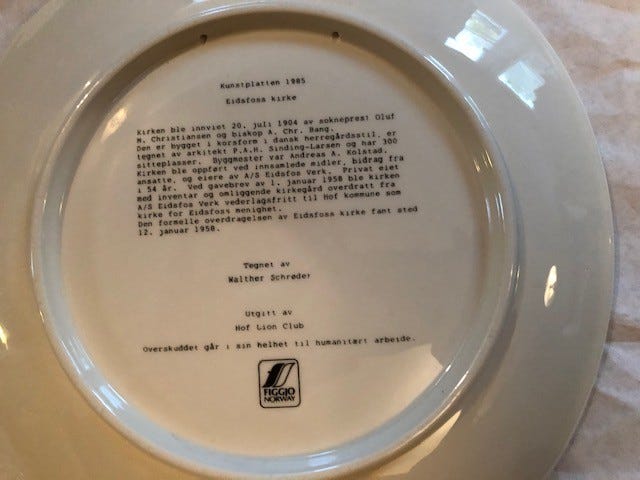 Kunstplatten 1985
Eidsfoss kirke
Kirken ble innviet 20. juli 1904 av sokneprest Oluf
M. Christiansen og biskop A. Chr. Bang.
Den er bygget i korsform i dansk herregårdsstil, er
tegnet av arkitekt P.A.H. Sinding-Larsen og har 300
sitteplasser. Byggmester var Andreas A. Kolstad.
Kirken ble oppført ved innsamlede midler, bidrag fra
ansatte, og eiere av A/S Eidsfos Verk. Privat eiet
i 54 år. Ved gavebrev av 1. januar 1958 ble kirken
med inventar og omliggende kirkegård overdratt fra
A/S Eidsfos Verk vederlagsfritt til Hof kommune som
kirke for Eidsfoss menighet.
Den formelle overdragelsen av Eidsfoss kirke fant sted
12. januar 1958.
Tegnet av
Walther Schrøder
Utgitt av
Hof Lion Club
Overskuddet går i sin helhet til humanitært arbeide.
FIGGJO
NORWAY